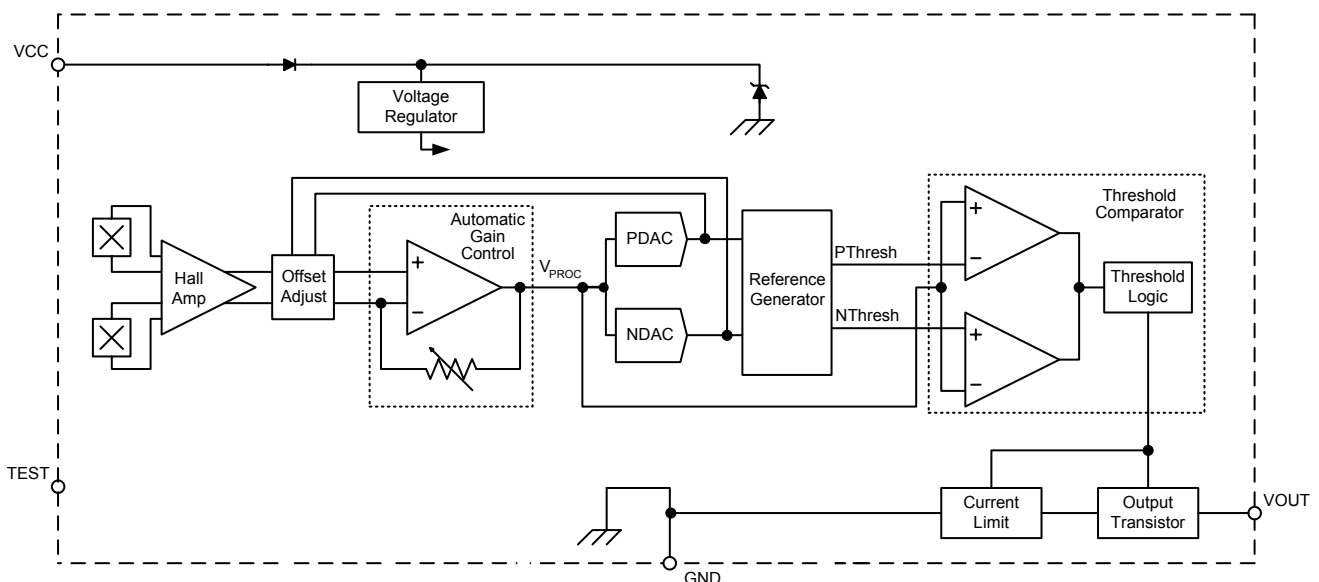 VCC
Voltage
Regulator
Hall
Amp
Offset
Adjust
Automatic
Gain
Control
+
−
VPROC
PDAC
NDAC
Reference
Generator
PThresh
NThresh
Threshold
Comparator
+
−
+
−
Threshold
Logic
TEST
Current
Limit
Output
Transistor
VOUT
GND